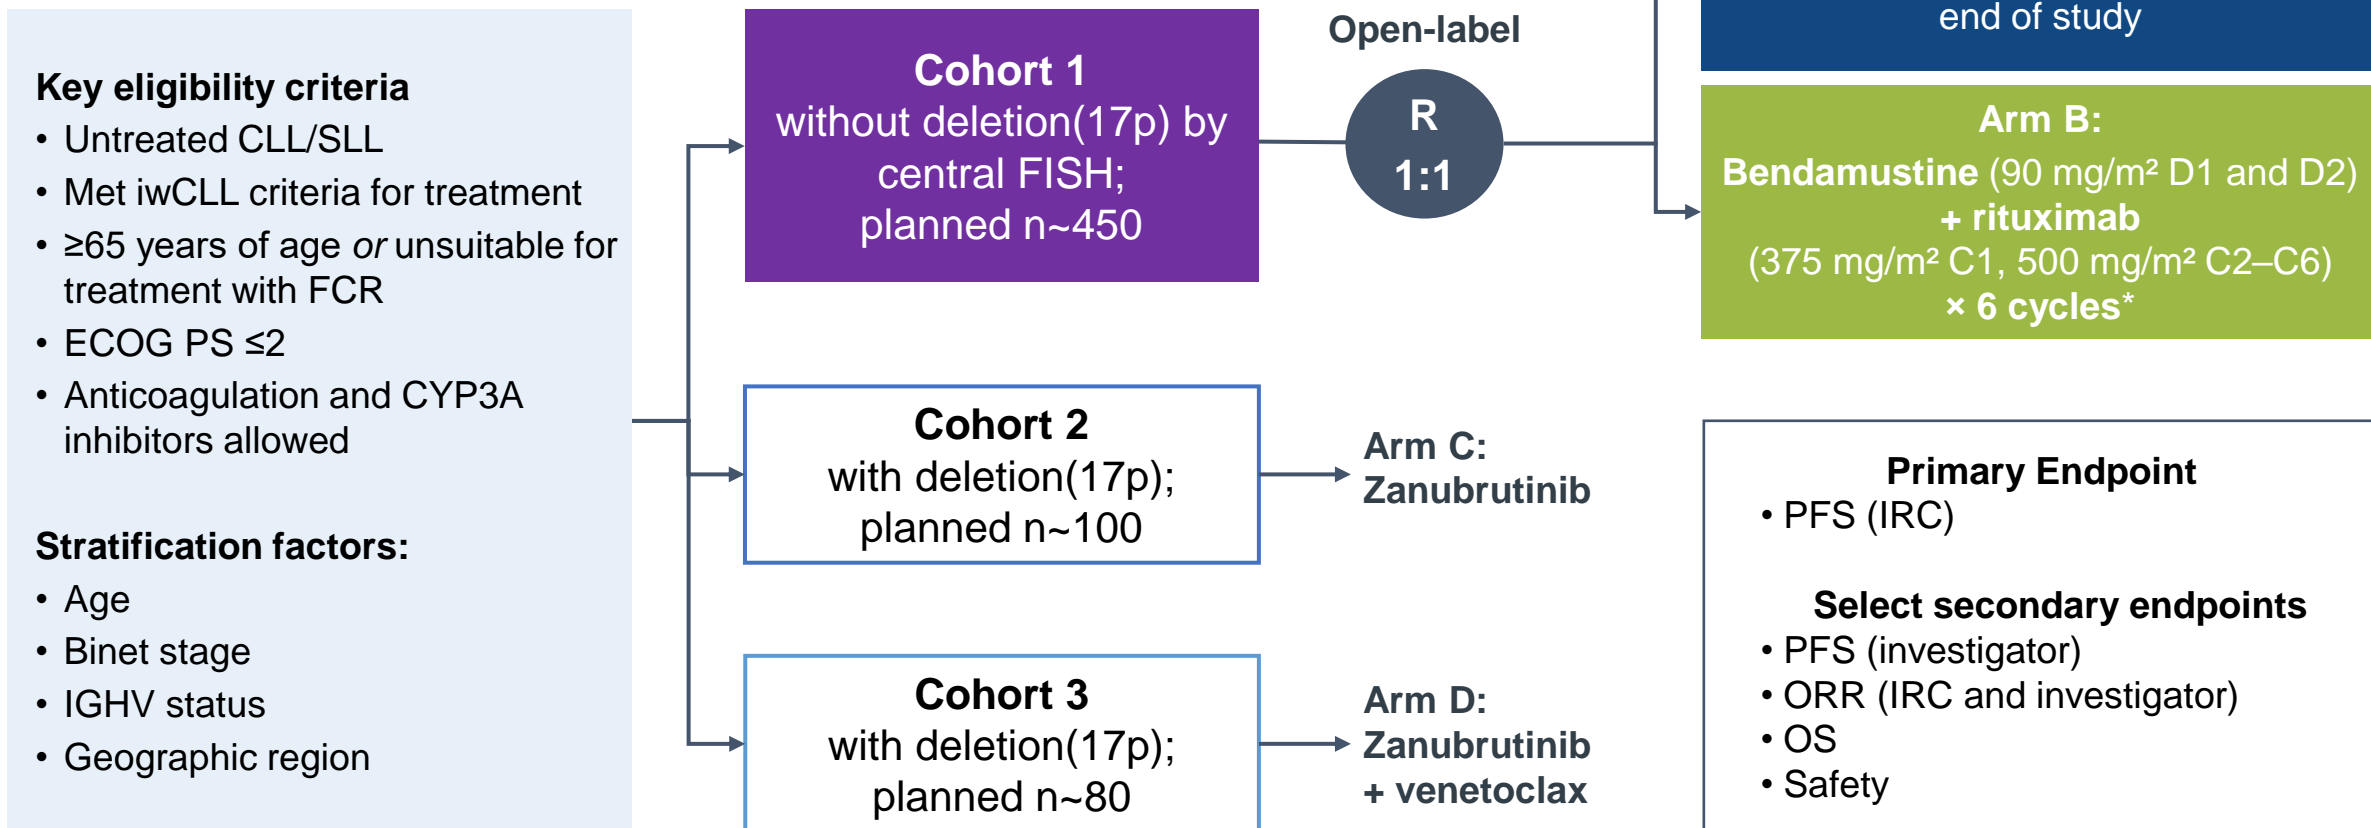 Key eligibility criteria
• Untreated CLL/SLL
• Met iwCLL criteria for treatment
• ≥65 years of age or unsuitable for
treatment with FCR
• ECOG PS ≤2
• Anticoagulation and CYP3A
inhibitors allowed
Stratification factors:
• Age
• Binet stage
• IGHV status
• Geographic region
Cohort 1
without deletion(17p) by
central FISH;
planned n~450
Open-label
R
1:1
end of study
Arm B:
Bendamustine (90 mg/m² D1 and D2)
+ rituximab
(375 mg/m² C1, 500 mg/m² C2–C6)
× 6 cycles*
Cohort 2
with deletion(17p);
planned n~100
Arm C:
Zanubrutinib
Cohort 3
with deletion(17p);
planned n~80
Arm D:
Zanubrutinib
+ venetoclax
Primary Endpoint
• PFS (IRC)
Select secondary endpoints
• PFS (investigator)
• ORR (IRC and investigator)
• OS
• Safety